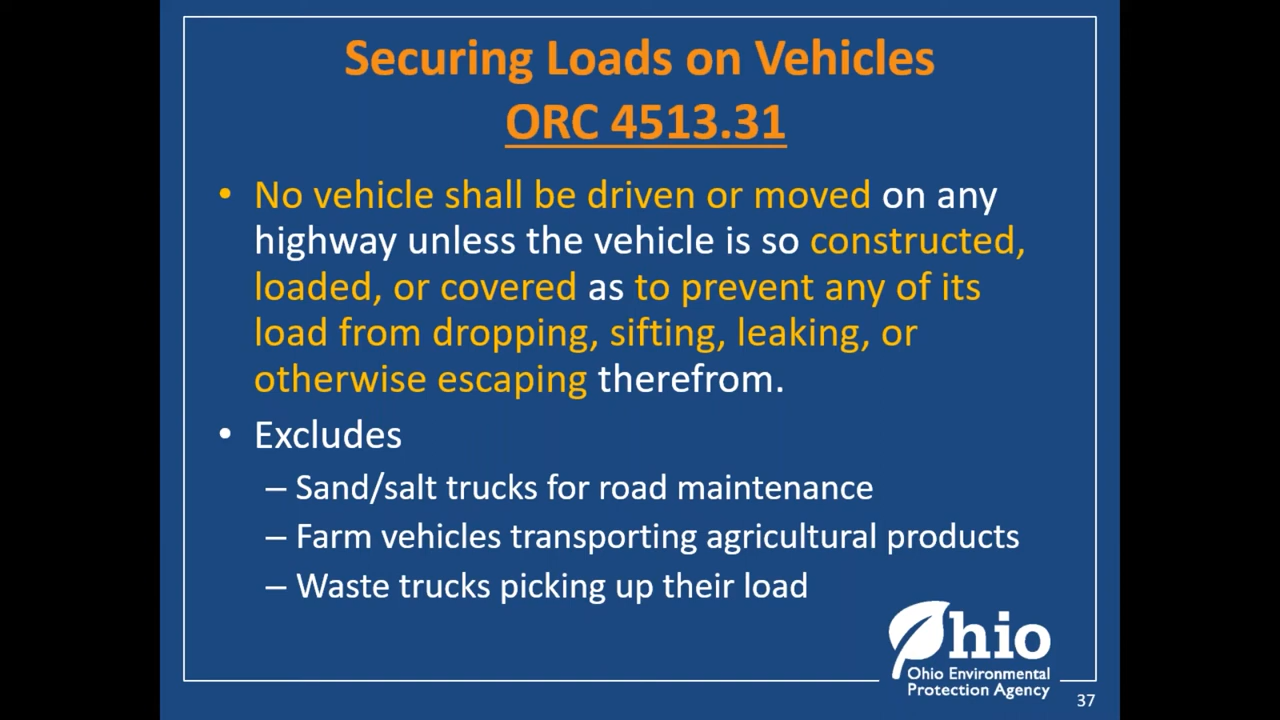 Securing Loads on Vehicles
ORC 4513.31
• No vehicle shall be driven or moved on any
highway unless the vehicle is so constructed,
loaded, or covered as to prevent any of its
load from dropping, sifting, leaking, or
otherwise escaping therefrom.
• Excludes
– Sand/salt trucks for road maintenance
– Farm vehicles transporting agricultural products
– Waste trucks picking up their load
Ohio
Ohio Environmental
Protection Agency
37